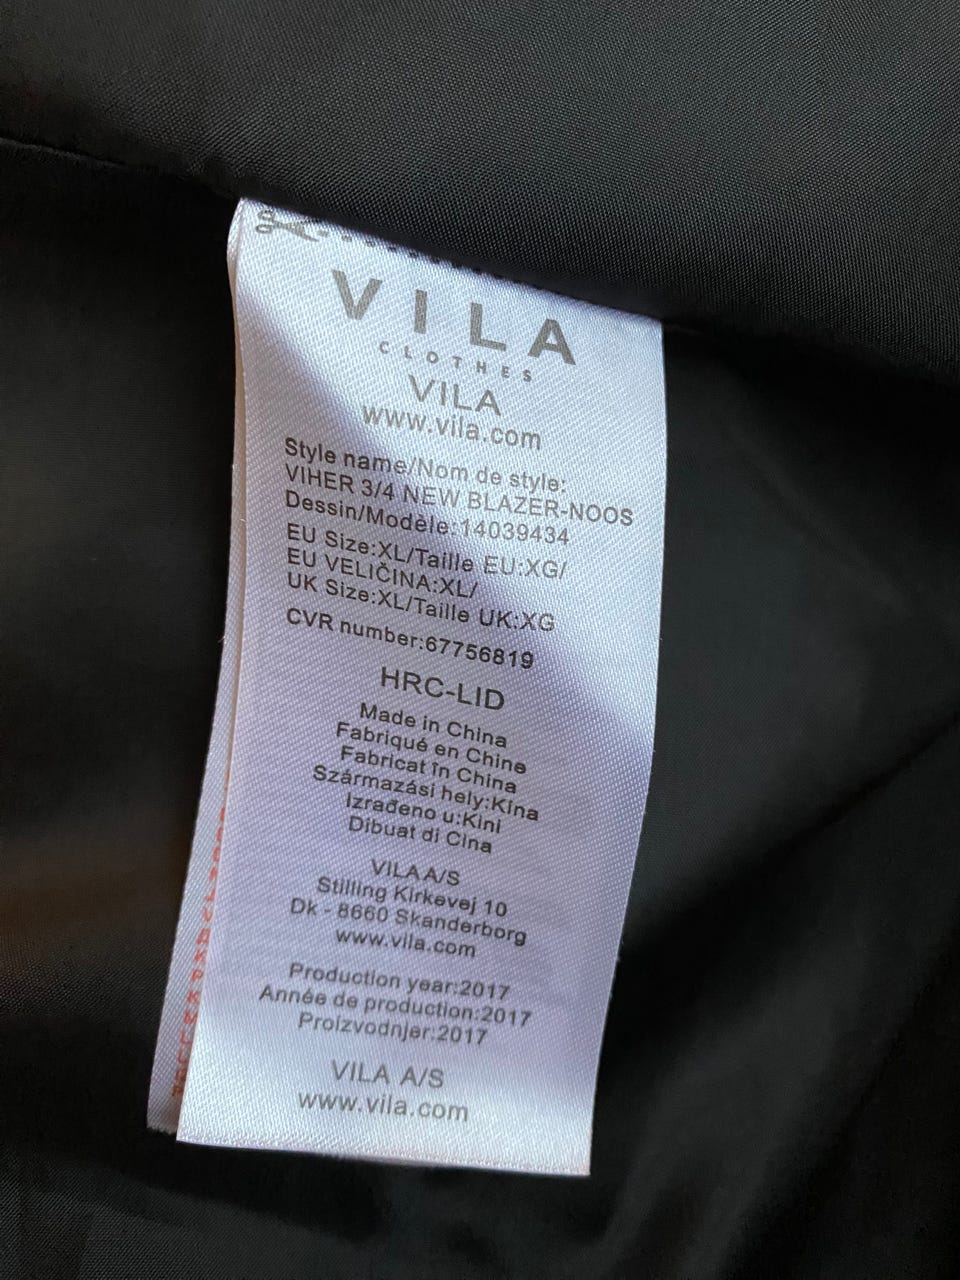 VILA
CLOTHES
VILA
www.vila.com
Style name/Nom de style:
VIHER 3/4 NEW BLAZER-NOOS
Dessin/Modèle:14039434
EU Size:XL/Taille EU:XG/
EU VELIČINA:XL/
UK Size:XL/Taille UK:XG
CVR number:67756819
HRC-LID
Made in China
Fabriqué en Chine
Fabricat în China
Származási hely:Kína
Izrađeno u:Kini
Dibuat di Cina
VILA A/S
Stilling Kirkevej 10
Dk - 8660 Skanderborg
www.vila.com
Production year:2017
Année de production:2017
Proizvodnjer:2017
VILA A/S
www.vila.com